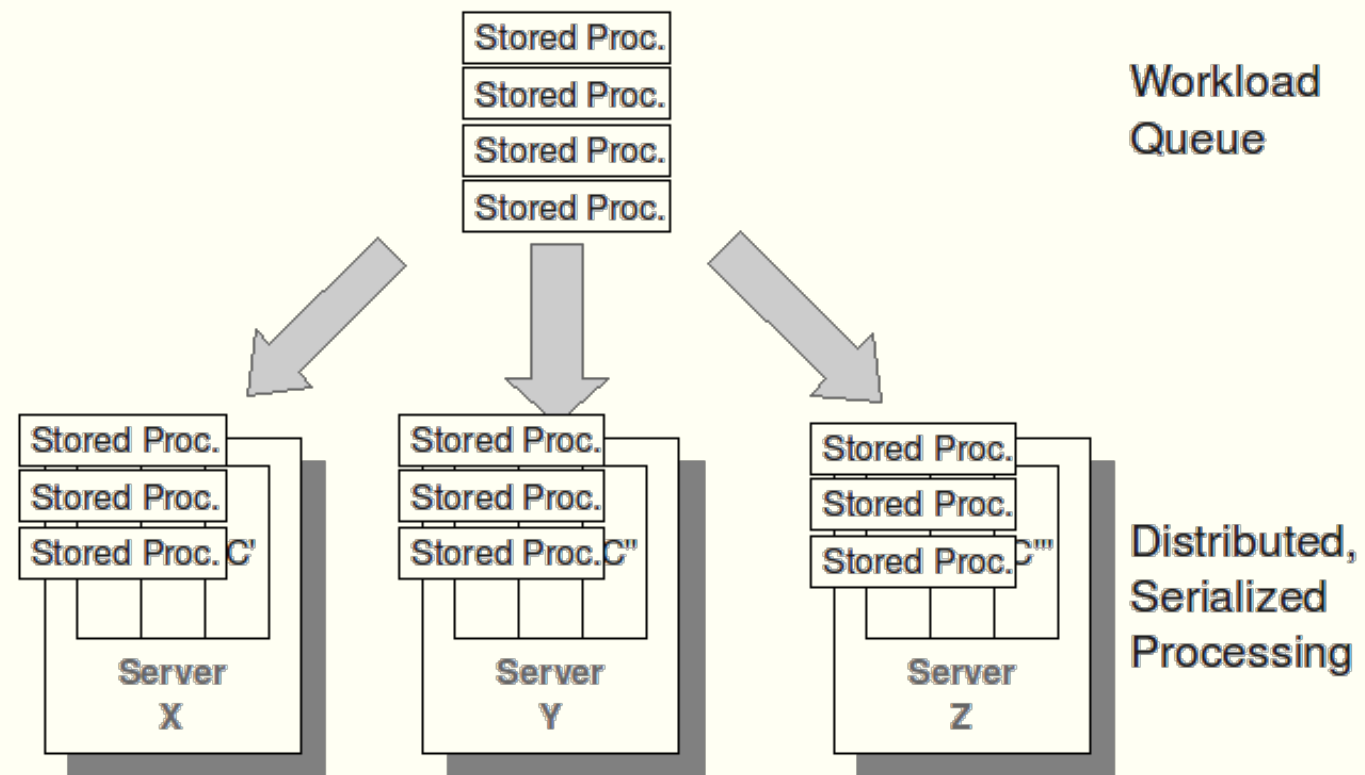 Stored Proc.
Stored Proc.
Stored Proc.
Stored Proc.
Workload
Queue
Stored Proc.
Stored Proc.
Stored Proc. C'
Server
X
Stored Proc.
Stored Proc.
Stored Proc. C"
Server
Y
Stored Proc.
Stored Proc.
Stored Proc. C'''
Server
Z
Distributed,
Serialized
Processing